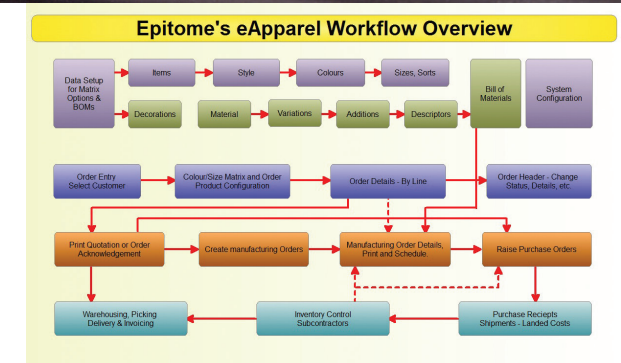 Epitome's eApparel Workflow Overview
Data Setup
for Matrix
Options &
BOMs
Items
Style
Colours
Sizes, Sorts
Bill of
Materials
System
Configuration
Decorations
Material
Variations
Additions
Descriptors
Order Entry
Select Customer
Colour/Size Matrix and Order
Product Configuration
Order Details - By Line
Order Header - Change
Status, Details, etc.
Print Quotation or Order
Acknowledgement
Create manufacturing Orders
Manufacturing Order Details,
Print and Schedule.
Raise Purchase Orders
Warehousing, Picking
Delivery & Invoicing
Inventory Control
Subcontractors
Purchase Reciepts
Shipments - Landed Costs